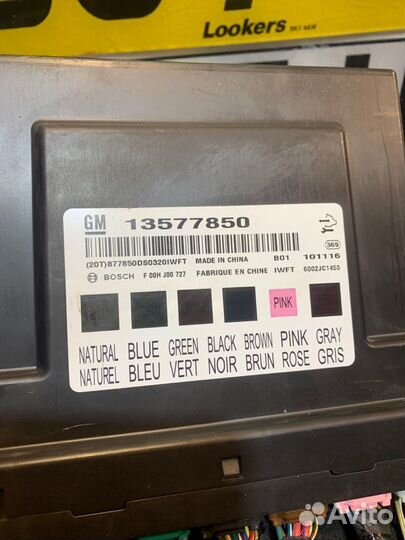 Lookers
GM 13577850
(20T)877850DS0320IWFT MADE IN CHINA B01 101116
369
BOSCH F 00H J00 727 FABRIQUE EN CHINE IWFT 6002JC1453
PINK
NATURAL BLUE GREEN BLACK BROWN PINK GRAY
NATUREL BLEU VERT NOIR BRUN ROSE GRIS
Avito